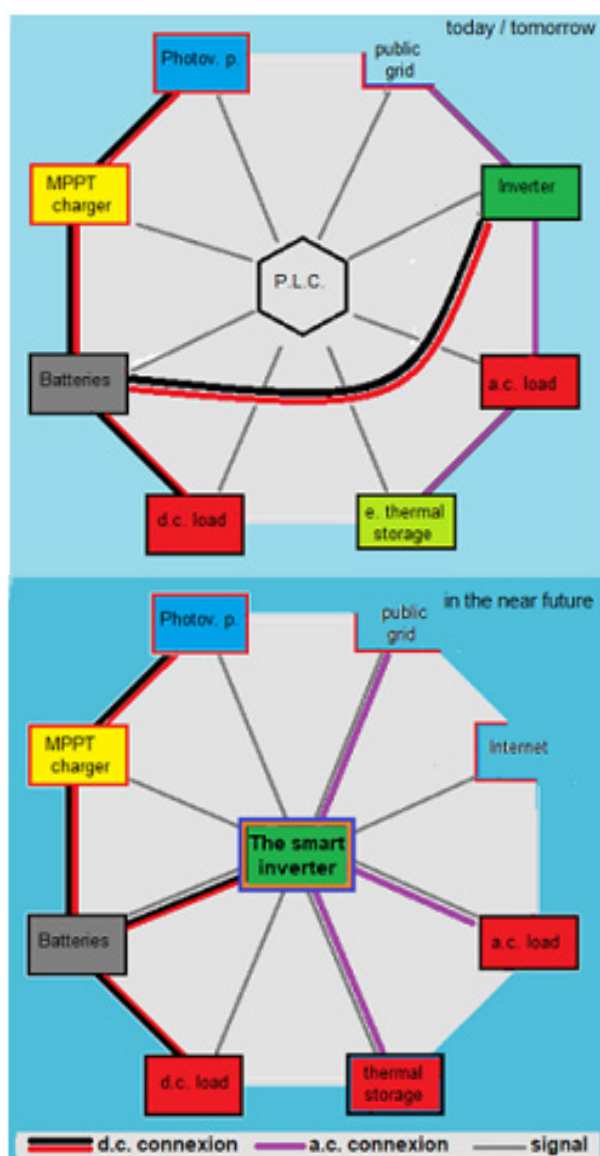 today / tomorrow
Photov. p.
public
grid
MPPT
charger
Inverter
P.L.C.
Batteries
a.c. load
d.c. load
e. thermal
storage
in the near future
Photov. p.
public
grid
MPPT
charger
Internet
The smart
inverter
Batteries
a.c. load
d.c. load
thermal
storage
d.c. connexion
a.c. connexion
signal